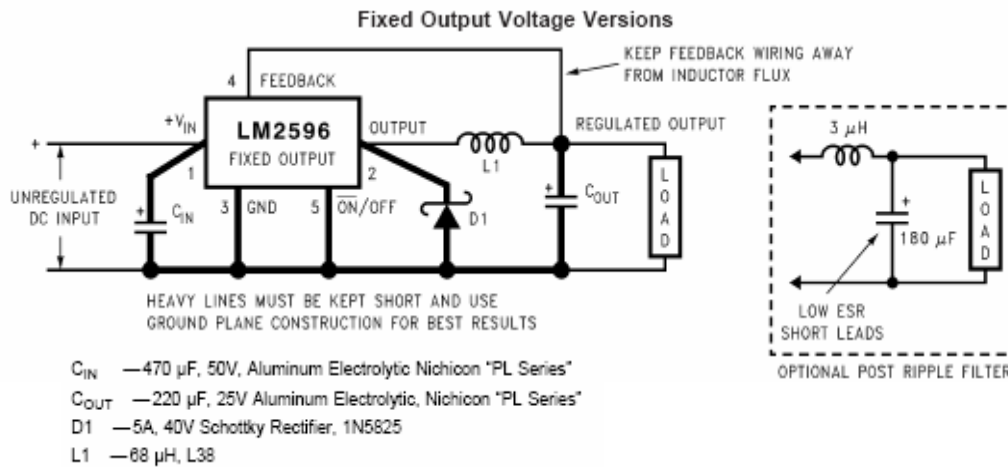 Fixed Output Voltage Versions
KEEP FEEDBACK WIRING AWAY
FROM INDUCTOR FLUX
4 FEEDBACK
+VIN
LM2596
FIXED OUTPUT
OUTPUT
REGULATED OUTPUT
+
1
2
L1
UNREGULATED
DC INPUT
+
CIN
3 GND
5 O̅N̅/OFF
D1
+
COUT
LOAD
HEAVY LINES MUST BE KEPT SHORT AND USE
GROUND PLANE CONSTRUCTION FOR BEST RESULTS
3 μH
+
180 μF
LOAD
LOW ESR
SHORT LEADS
OPTIONAL POST RIPPLE FILTER
CIN —470 μF, 50V, Aluminum Electrolytic Nichicon "PL Series"
COUT —220 μF, 25V Aluminum Electrolytic, Nichicon "PL Series"
D1 —5A, 40V Schottky Rectifier, 1N5825
L1 —68 μH, L38